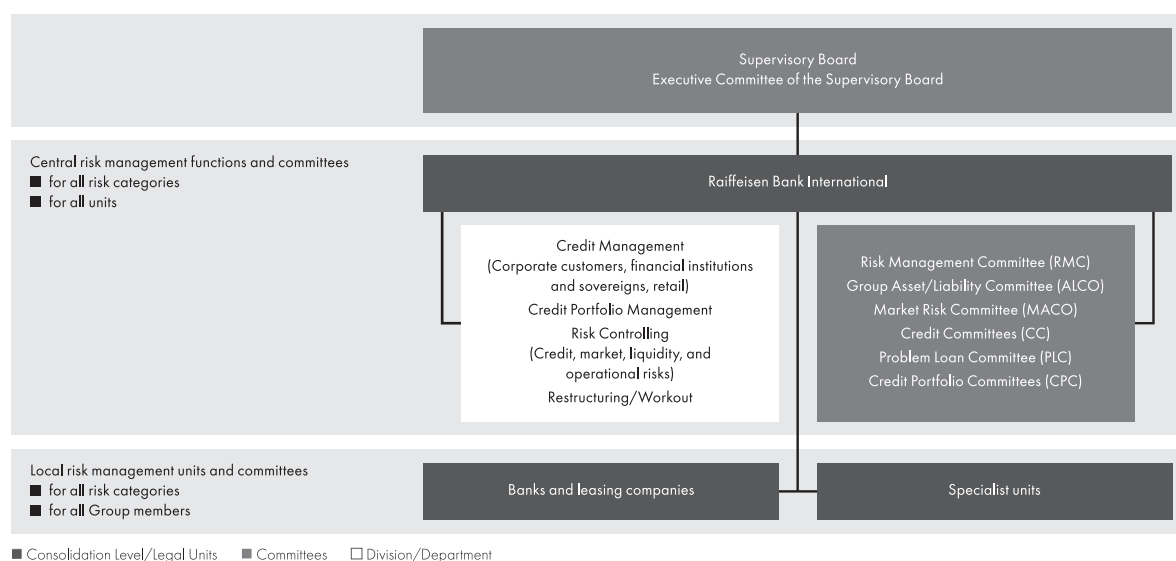 Supervisory Board
Executive Committee of the Supervisory Board
Central risk management functions and committees
■ for all risk categories
■ for all units
Raiffeisen Bank International
Credit Management
(Corporate customers, financial institutions
and sovereigns, retail)
Credit Portfolio Management
Risk Controlling
(Credit, market, liquidity, and
operational risks)
Restructuring/Workout
Risk Management Committee (RMC)
Group Asset/Liability Committee (ALCO)
Market Risk Committee (MACO)
Credit Committees (CC)
Problem Loan Committee (PLC)
Credit Portfolio Committees (CPC)
Local risk management units and committees
■ for all risk categories
■ for all Group members
Banks and leasing companies
Specialist units
■ Consolidation Level/Legal Units ■ Committees □ Division/Department